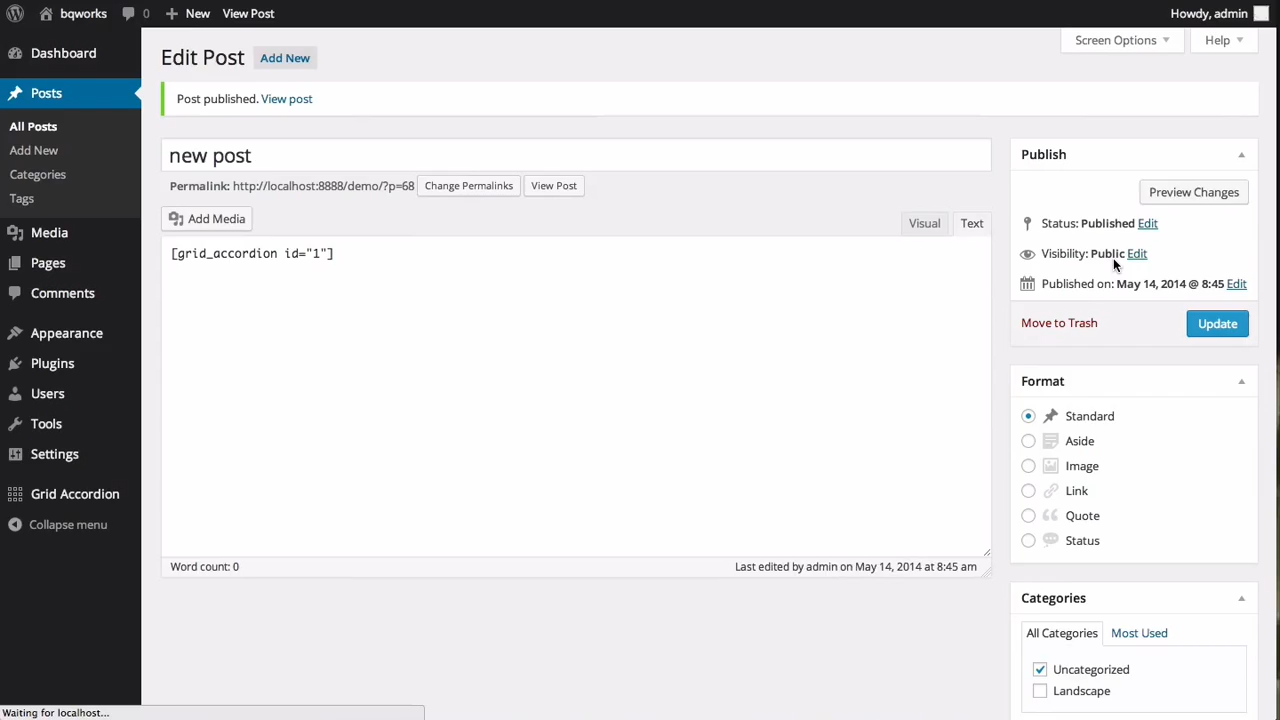 bqworks 0 New View Post Howdy, admin
Dashboard
Posts
All Posts
Add New
Categories
Tags
Media
Pages
Comments
Appearance
Plugins
Users
Tools
Settings
Grid Accordion
Collapse menu
Screen Options Help
Edit Post Add New
Post published. View post
new post
Permalink: http://localhost:8888/demo/?p=68 Change Permalinks View Post
Add Media Visual Text
[grid_accordion id="1"]
Word count: 0 Last edited by admin on May 14, 2014 at 8:45 am
Publish
Preview Changes
Status: Published Edit
Visibility: Public Edit
Published on: May 14, 2014 @ 8:45 Edit
Move to Trash Update
Format
Standard
Aside
Image
Link
Quote
Status
Categories
All Categories Most Used
Uncategorized
Landscape
Waiting for localhost...